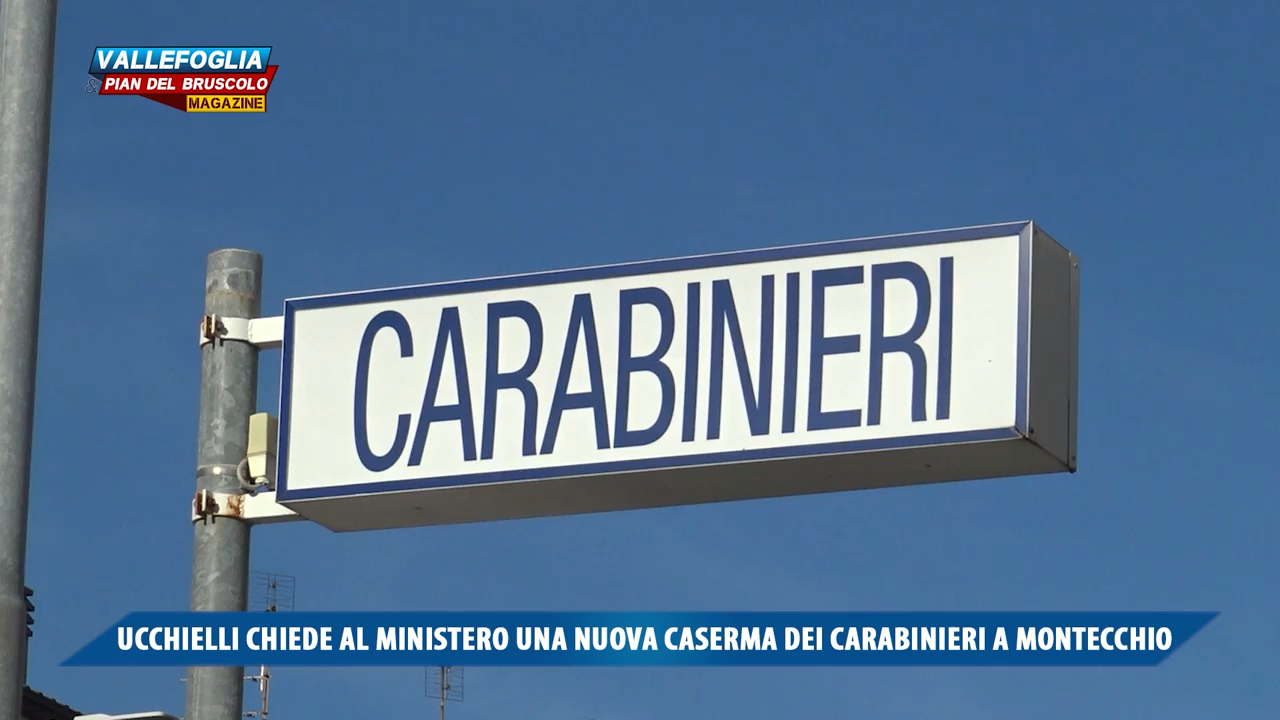 VALLEFOGLIA
& PIAN DEL BRUSCOLO
MAGAZINE
CARABINIERI
UCCHIELLI CHIEDE AL MINISTERO UNA NUOVA CASERMA DEI CARABINIERI A MONTECCHIO